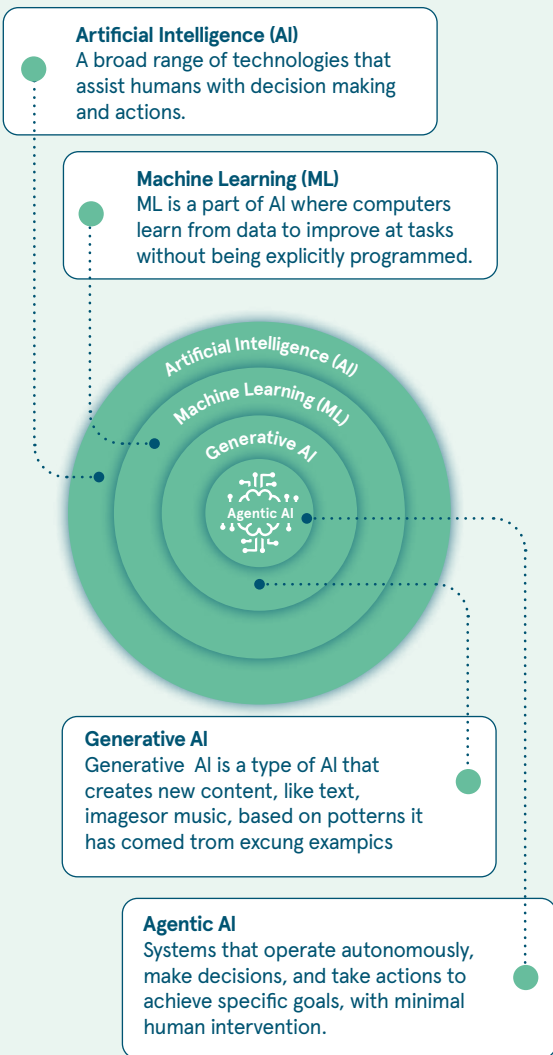 Artificial Intelligence (AI)
A broad range of technologies that
assist humans with decision making
and actions.
Machine Learning (ML)
ML is a part of AI where computers
learn from data to improve at tasks
without being explicitly programmed.
Artificial Intelligence (AI)
Machine Learning (ML)
Generative AI
Agentic AI
Generative AI
Generative AI is a type of AI that
creates new content, like text,
imagesor music, based on potterns it
has comed trom excung exampics
Agentic AI
Systems that operate autonomously,
make decisions, and take actions to
achieve specific goals, with minimal
human intervention.